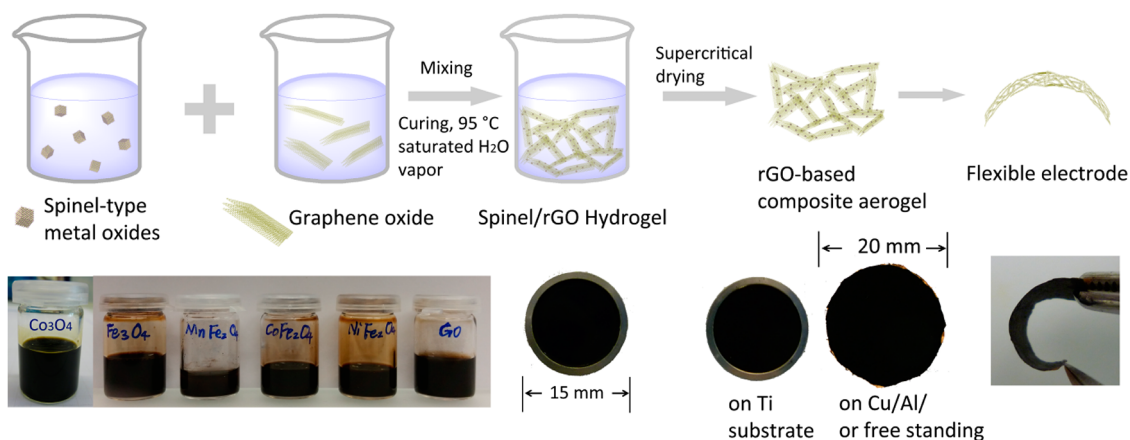 Mixing
Curing, 95 °C
saturated H₂O
vapor
Supercritical
drying
Spinel-type
metal oxides
Graphene oxide
Spinel/rGO Hydrogel
rGO-based
composite aerogel
Flexible electrode
Co₃O₄
Fe₃O₄
MnFe₂O₄
CoFe₂O₄
NiFe₂O₄
GO
15 mm
20 mm
on Ti
substrate
on Cu/Al/
or free standing